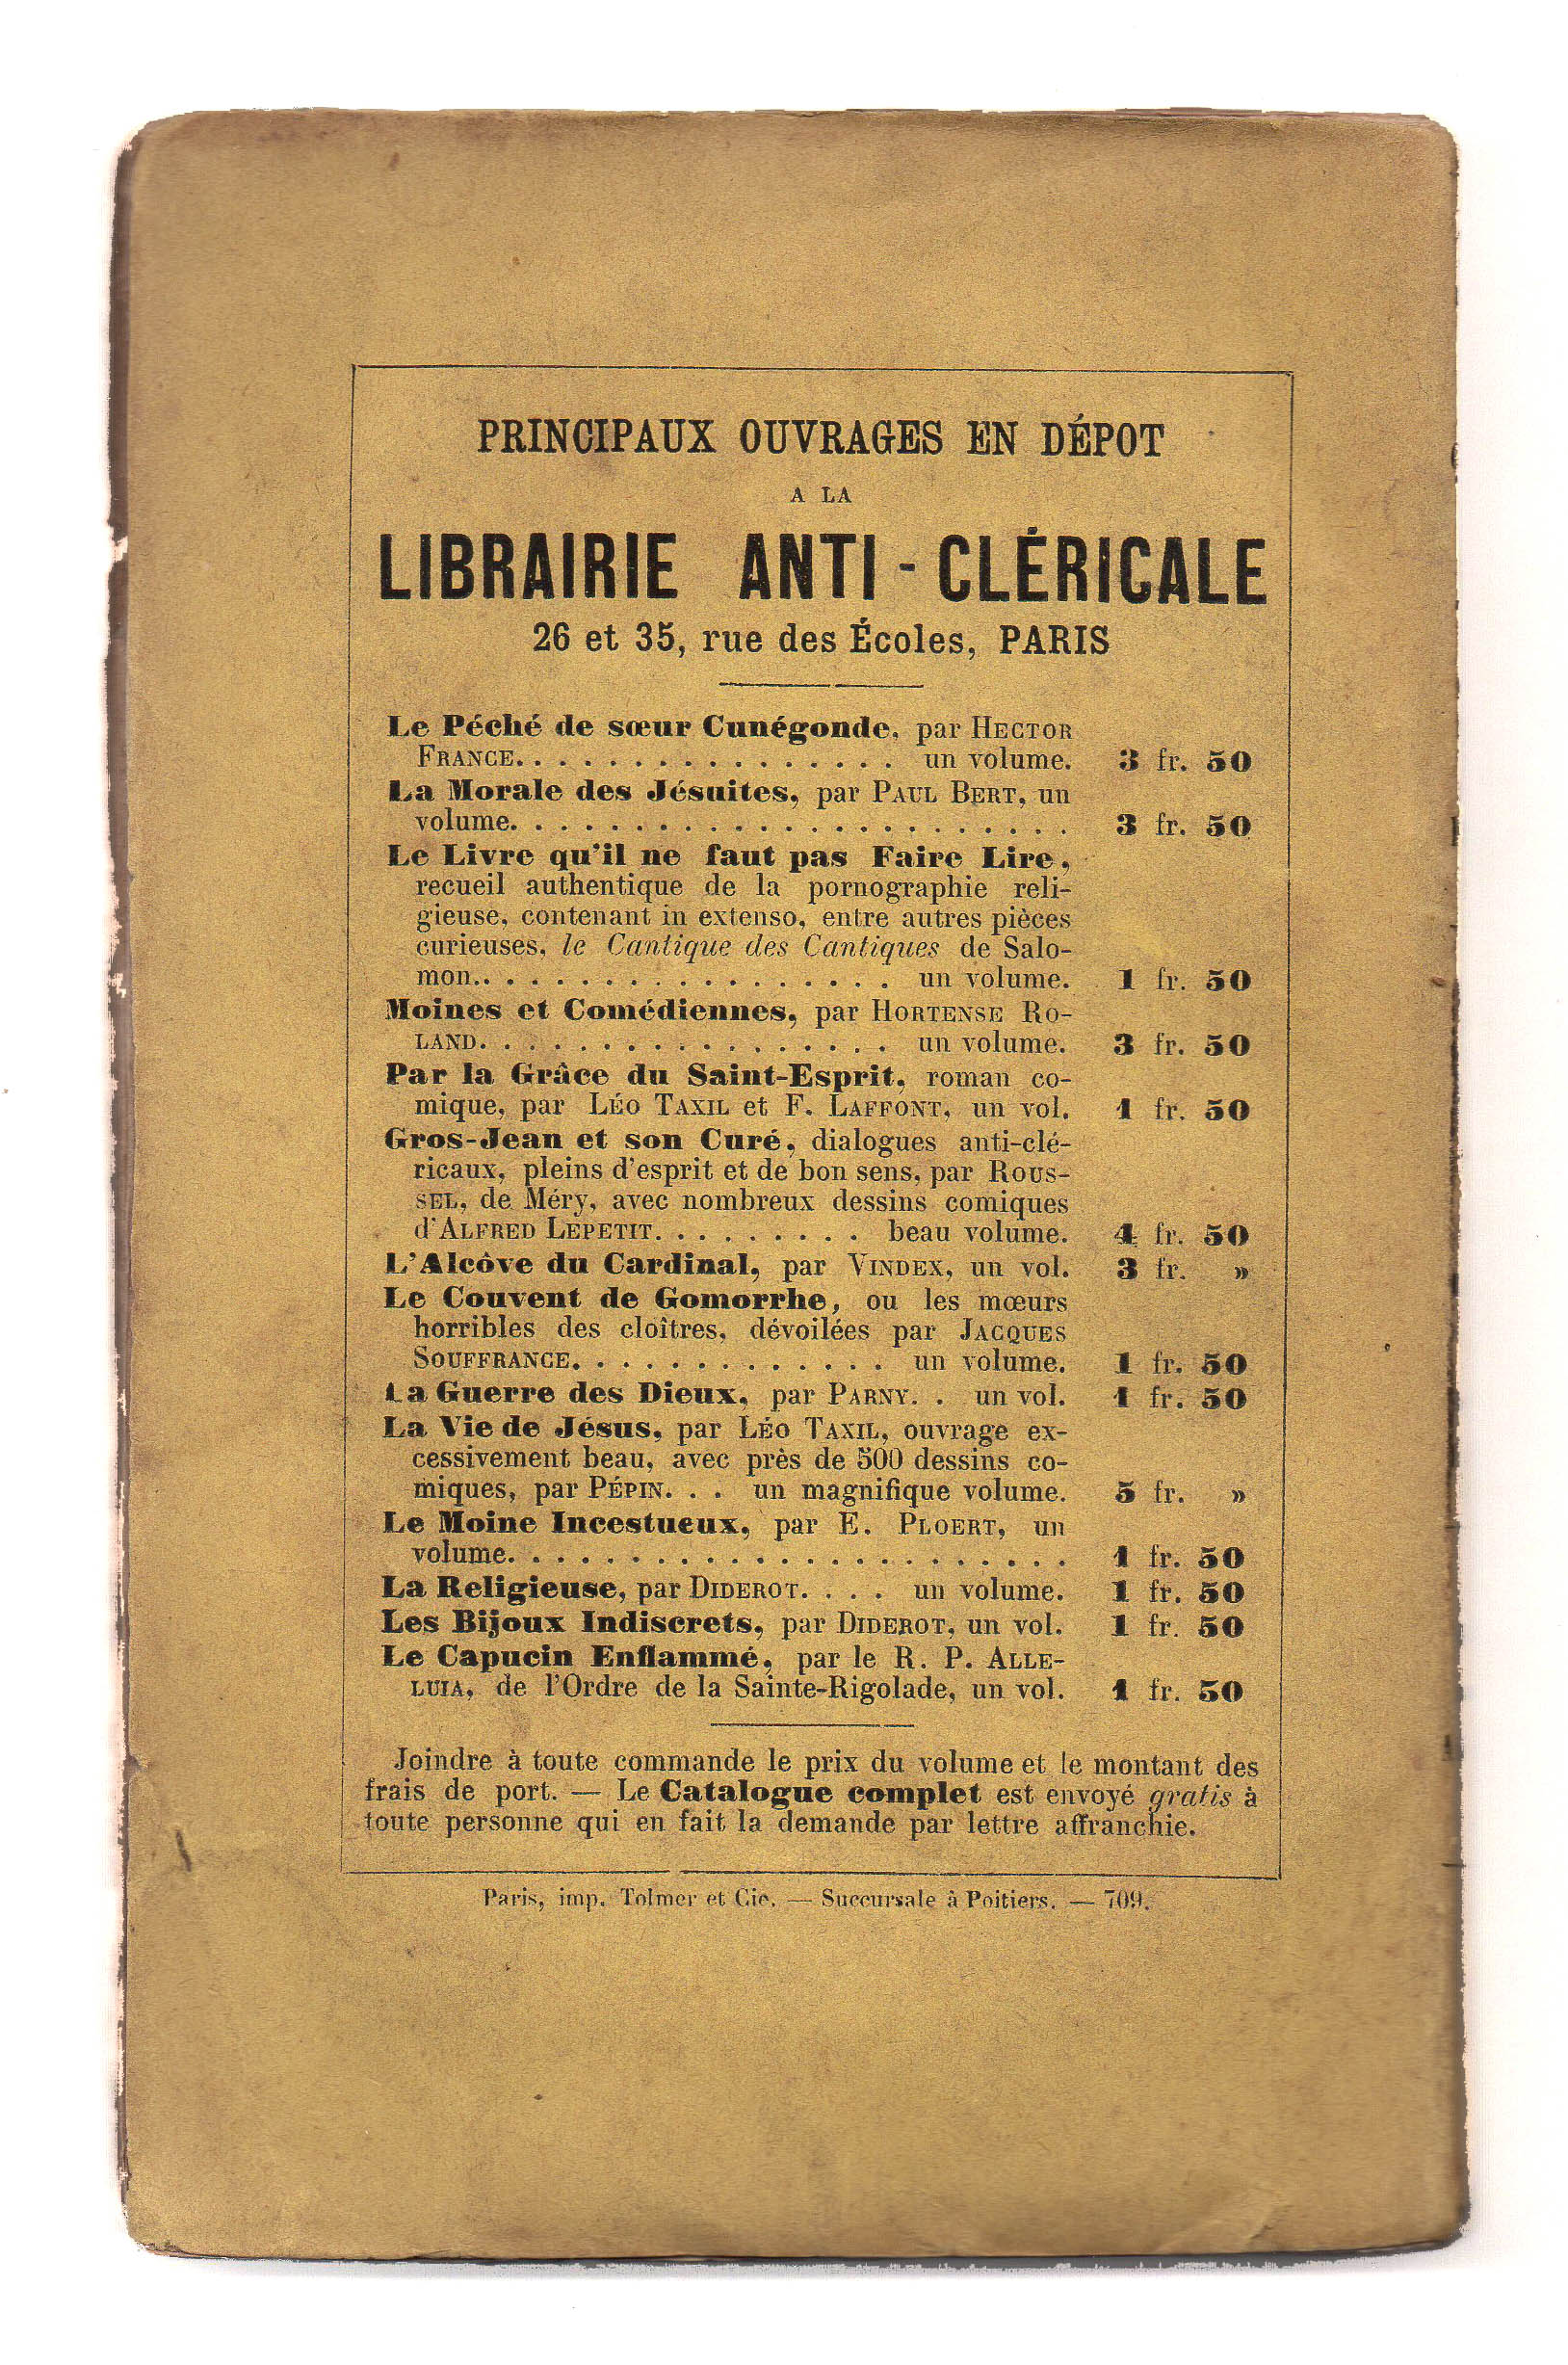 PRINCIPAUX OUVRAGES EN DÉPOT
A LA
LIBRAIRIE ANTI-CLÉRICALE
26 et 35, rue des Écoles, PARIS
Le Péché de sœur Cunégonde, par HECTOR
FRANCE. . . . . . . . . . . . . . . . un volume. 3 fr. 50
La Morale des Jésuites, par PAUL BERT, un
volume. . . . . . . . . . . . . . . . . . . . . . . 3 fr. 50
Le Livre qu'il ne faut pas Faire Lire,
recueil authentique de la pornographie reli-
gieuse, contenant in extenso, entre autres pièces
curieuses, le Cantique des Cantiques de Salo-
mon. . . . . . . . . . . . . . . . . . un volume. 1 fr. 50
Moines et Comédiennes, par HORTENSE RO-
LAND. . . . . . . . . . . . . . . . . un volume. 3 fr. 50
Par la Grâce du Saint-Esprit, roman co-
mique, par LÉO TAXIL et F. LAFFONT, un vol. 1 fr. 50
Gros-Jean et son Curé, dialogues anti-clé-
ricaux, pleins d'esprit et de bon sens, par ROUS-
SEL, de Méry, avec nombreux dessins comiques
d'ALFRED LEPETIT. . . . . . . . . beau volume. 4 fr. 50
L'Alcôve du Cardinal, par VINDEX, un vol. 3 fr. »
Le Couvent de Gomorrhe, ou les mœurs
horribles des cloîtres, dévoilées par JACQUES
SOUFFRANCE. . . . . . . . . . . . . un volume. 1 fr. 50
La Guerre des Dieux, par PARNY. . un vol. 1 fr. 50
La Vie de Jésus, par LÉO TAXIL, ouvrage ex-
cessivement beau, avec près de 500 dessins co-
miques, par PÉPIN. . . un magnifique volume. 5 fr. »
Le Moine Incestueux, par E. PLOERT, un
volume. . . . . . . . . . . . . . . . . . . . . . . 1 fr. 50
La Religieuse, par DIDEROT. . . . un volume. 1 fr. 50
Les Bijoux Indiscrets, par DIDEROT, un vol. 1 fr. 50
Le Capucin Enflammé, par le R. P. ALLE-
LUIA, de l'Ordre de la Sainte-Rigolade, un vol. 1 fr. 50
Joindre à toute commande le prix du volume et le montant des
frais de port. — Le Catalogue complet est envoyé gratis à
toute personne qui en fait la demande par lettre affranchie.
Paris, imp. Tolmer et Cie. — Succursale à Poitiers. — 709.